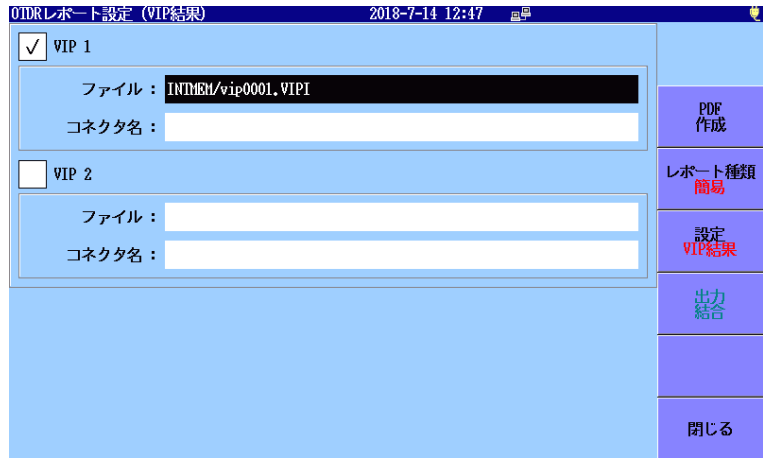 OTDRレポート設定 (VIP結果) 2018-7-14 12:47
✓ VIP 1
ファイル : INTMEM/vip0001.VIPI
コネクタ名 :
VIP 2
ファイル :
コネクタ名 :
PDF
作成
レポート種類
簡易
設定
VIP結果
出力
結合
閉じる